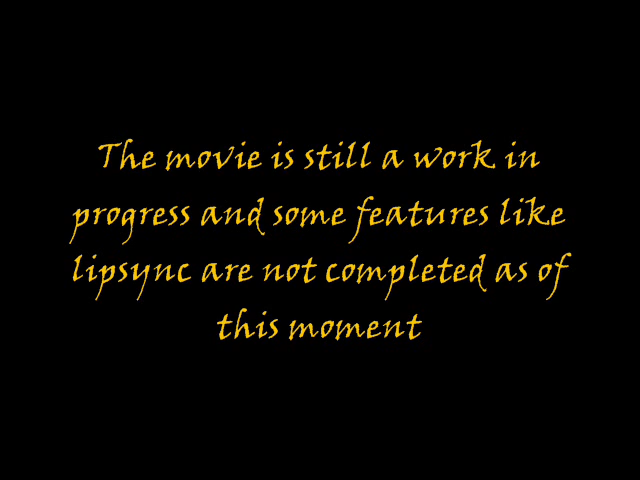 The movie is still a work in
progress and some features like
lipsync are not completed as of
this moment